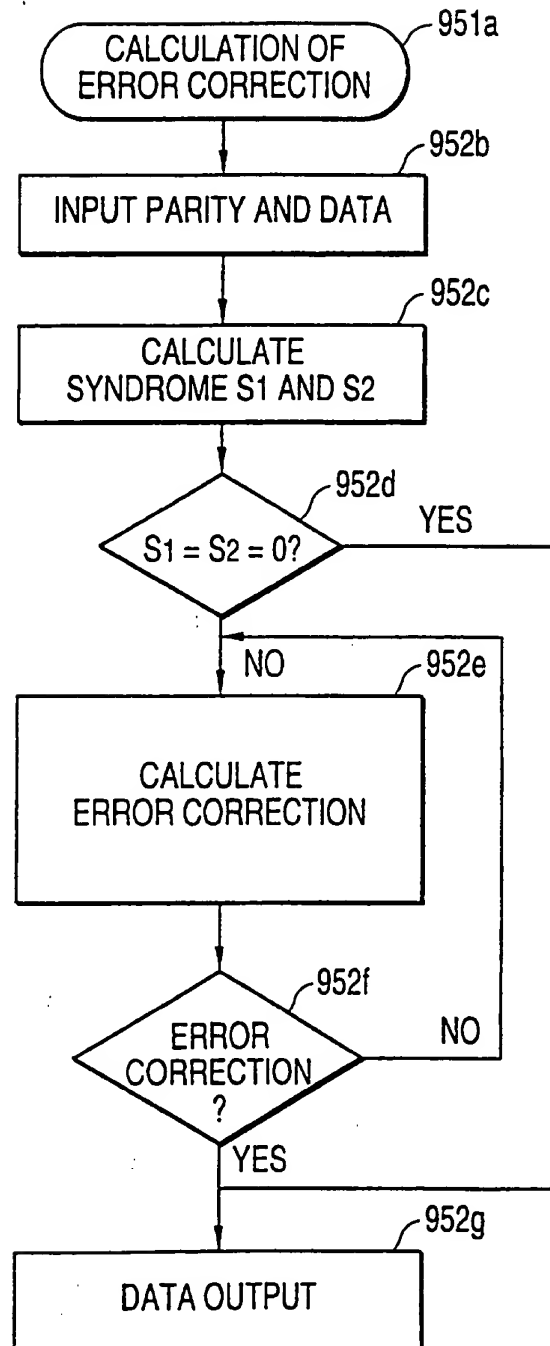 951a
CALCULATION OF
ERROR CORRECTION
952b
INPUT PARITY AND DATA
952c
CALCULATE
SYNDROME S1 AND S2
952d
YES
S1 = S2 = 0?
NO
952e
CALCULATE
ERROR CORRECTION
952f
NO
ERROR
CORRECTION
?
YES
952g
DATA OUTPUT